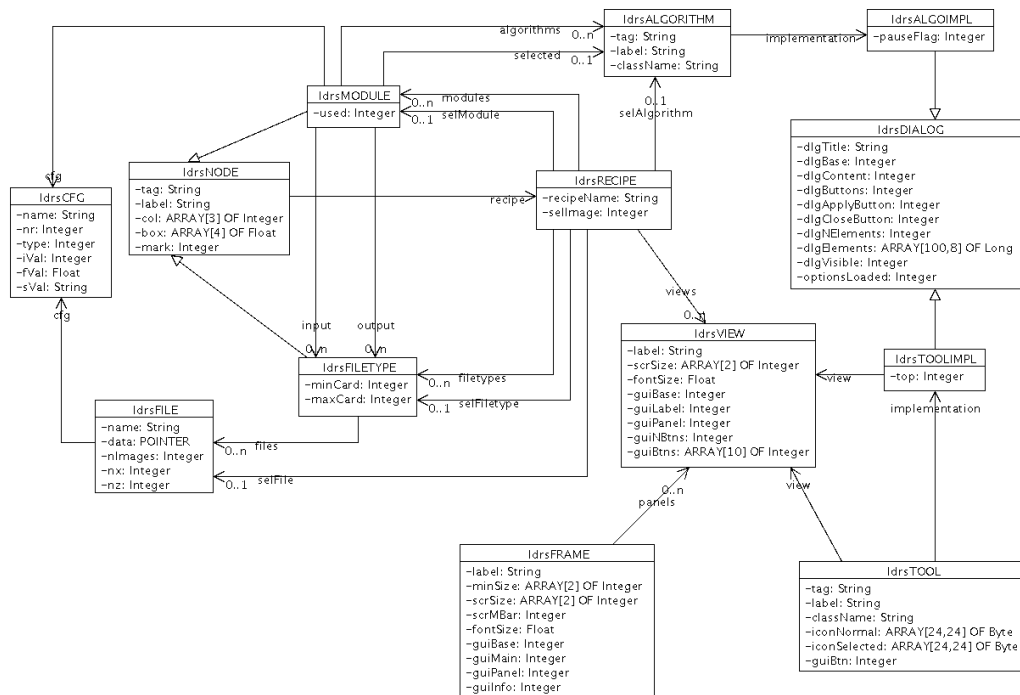 IdrsALGORITHM
-tag: String
-label: String
-className: String
algorithms
0..n
selected
0..1
implementation
IdrsALGOIMPL
-pauseFlag: Integer
IdrsMODULE
-used: Integer
0..n
modules
0..1
selModule
0..1
selAlgorithm
IdrsDIALOG
-dlgTitle: String
-dlgBase: Integer
-dlgContent: Integer
-dlgButtons: Integer
-dlgApplyButton: Integer
-dlgCloseButton: Integer
-dlgNElements: Integer
-dlgElements: ARRAY[100,8] OF Long
-dlgVisible: Integer
-optionsLoaded: Integer
IdrsNODE
-tag: String
-label: String
-col: ARRAY[3] OF Integer
-box: ARRAY[4] OF Float
-mark: Integer
recipe
IdrsRECIPE
-recipeName: String
-selImage: Integer
cfg
IdrsCFG
-name: String
-nr: Integer
-type: Integer
-iVal: Integer
-fVal: Float
-sVal: String
cfg
views
0..n
input
0..n
output
0..n
IdrsFILETYPE
-minCard: Integer
-maxCard: Integer
0..n
filetypes
0..1
selFiletype
IdrsVIEW
-label: String
-scrSize: ARRAY[2] OF Integer
-fontSize: Float
-guiBase: Integer
-guiLabel: Integer
-guiPanel: Integer
-guiNBtns: Integer
-guiBtns: ARRAY[10] OF Integer
view
IdrsTOOLIMPL
-top: Integer
implementation
IdrsFILE
-name: String
-data: POINTER
-nImages: Integer
-nx: Integer
-nz: Integer
0..n
files
0..1
selFile
0..n
panels
view
IdrsFRAME
-label: String
-minSize: ARRAY[2] OF Integer
-scrSize: ARRAY[2] OF Integer
-scrMBar: Integer
-fontSize: Float
-guiBase: Integer
-guiMain: Integer
-guiPanel: Integer
-guiInfo: Integer
IdrsTOOL
-tag: String
-label: String
-className: String
-iconNormal: ARRAY[24,24] OF Byte
-iconSelected: ARRAY[24,24] OF Byte
-guiBtn: Integer